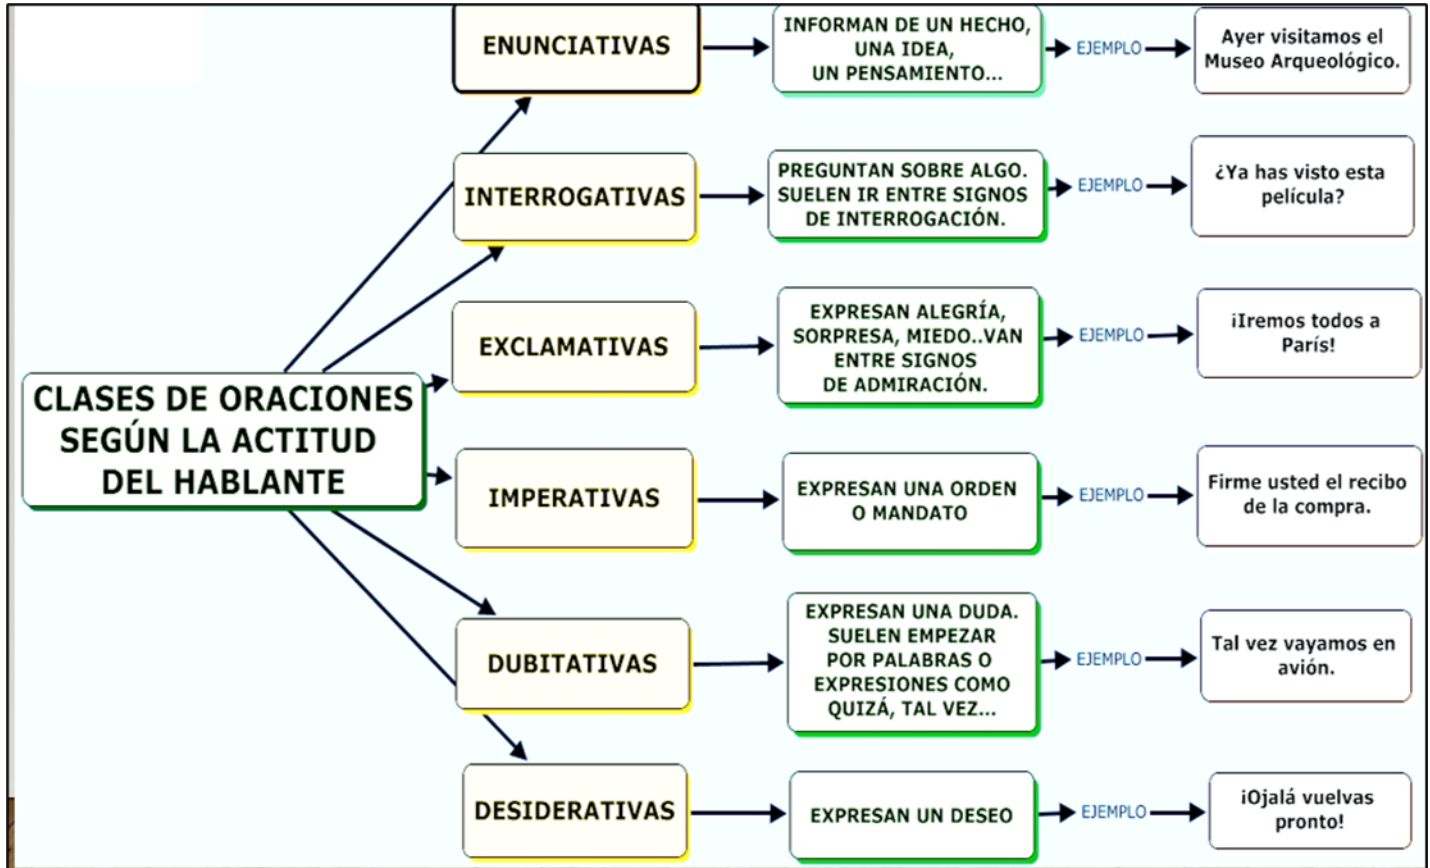 ENUNCIATIVAS
INFORMAN DE UN HECHO,
UNA IDEA,
UN PENSAMIENTO...
EJEMPLO
Ayer visitamos el
Museo Arqueológico.
INTERROGATIVAS
PREGUNTAN SOBRE ALGO.
SUELEN IR ENTRE SIGNOS
DE INTERROGACIÓN.
EJEMPLO
¿Ya has visto esta
película?
EXCLAMATIVAS
EXPRESAN ALEGRÍA,
SORPRESA, MIEDO..VAN
ENTRE SIGNOS
DE ADMIRACIÓN.
EJEMPLO
¡Iremos todos a
París!
CLASES DE ORACIONES
SEGÚN LA ACTITUD
DEL HABLANTE
IMPERATIVAS
EXPRESAN UNA ORDEN
O MANDATO
EJEMPLO
Firme usted el recibo
de la compra.
DUBITATIVAS
EXPRESAN UNA DUDA.
SUELEN EMPEZAR
POR PALABRAS O
EXPRESIONES COMO
QUIZÁ, TAL VEZ...
EJEMPLO
Tal vez vayamos en
avión.
DESIDERATIVAS
EXPRESAN UN DESEO
EJEMPLO
¡Ojalá vuelvas
pronto!